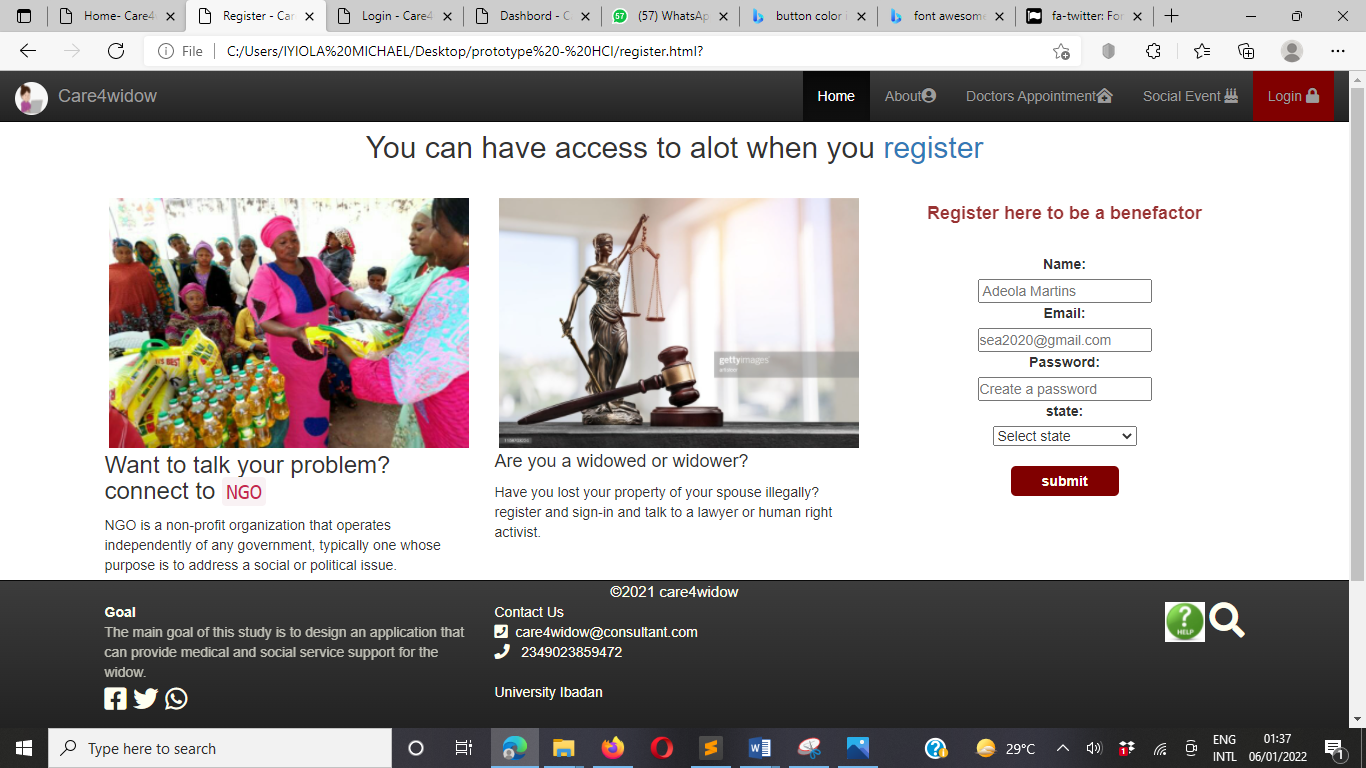 Home- Care4
Register - Car
Login - Care4
Dashbord - C
(57) WhatsAp
button color i
font awesome
fa-twitter: For
File
C:/Users/IYIOLA%20MICHAEL/Desktop/prototype%20-%20HCI/register.html?
Care4widow
Home
About
Doctors Appointment
Social Event
Login
You can have access to alot when you register
gettyimages
Want to talk your problem?
connect to NGO
NGO is a non-profit organization that operates
independently of any government, typically one whose
purpose is to address a social or political issue.
Are you a widowed or widower?
Have you lost your property of your spouse illegally?
register and sign-in and talk to a lawyer or human right
activist.
Register here to be a benefactor
Name:
Adeola Martins
Email:
sea2020@gmail.com
Password:
Create a password
state:
Select state
submit
©2021 care4widow
Goal
The main goal of this study is to design an application that
can provide medical and social service support for the
widow.
Contact Us
care4widow@consultant.com
2349023859472
University Ibadan
HELP
Type here to search
29°C
ENG
INTL
01:37
06/01/2022
1